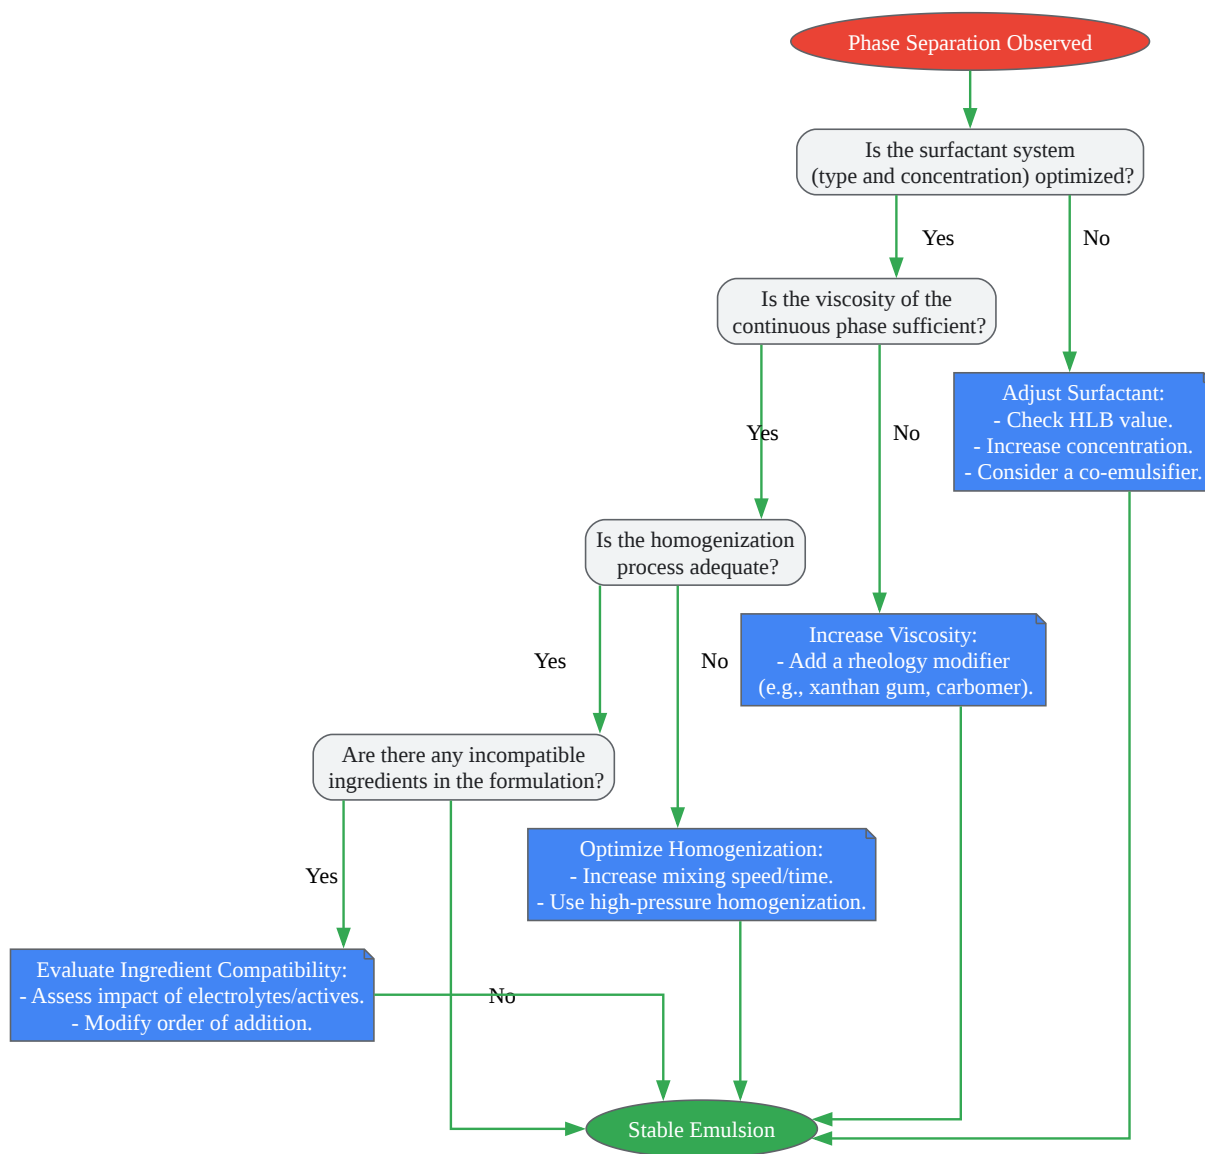 Phase Separation Observed
Is the surfactant system
(type and concentration) optimized?
Yes
No
Is the viscosity of the
continuous phase sufficient?
Adjust Surfactant:
- Check HLB value.
- Increase concentration.
- Consider a co-emulsifier.
Yes
No
Is the homogenization
process adequate?
Increase Viscosity:
- Add a rheology modifier
(e.g., xanthan gum, carbomer).
Yes
No
Are there any incompatible
ingredients in the formulation?
Optimize Homogenization:
- Increase mixing speed/time.
- Use high-pressure homogenization.
Yes
Evaluate Ingredient Compatibility:
- Assess impact of electrolytes/actives.
- Modify order of addition.
No
Stable Emulsion